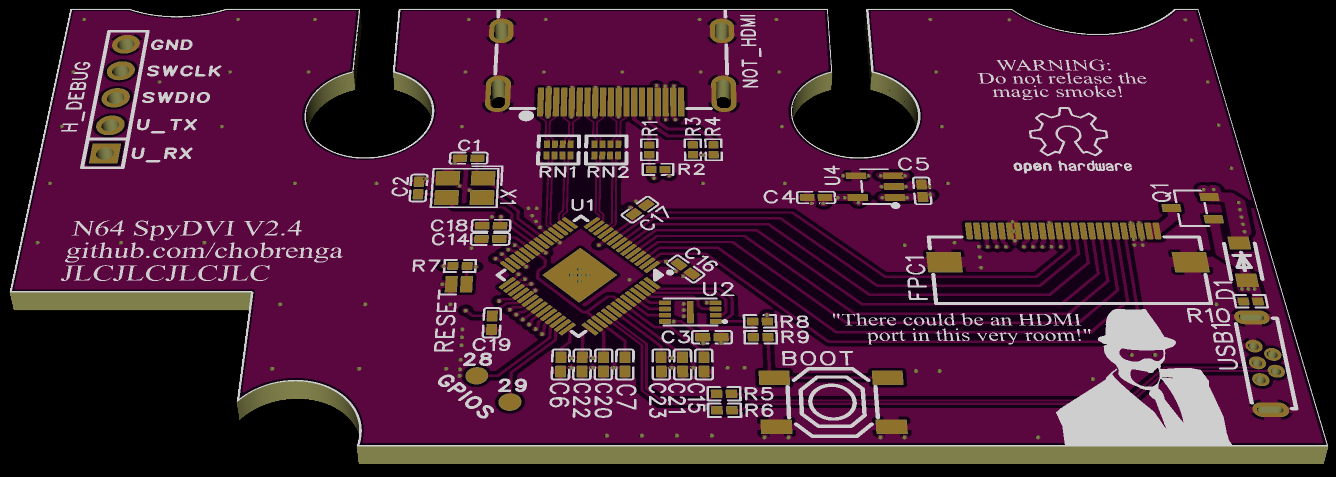 GND
SWCLK
SWDIO
U_TX
U_RX
H_DEBUG
NOT_HDMI
WARNING:
Do not release the
magic smoke!
open hardware
R1
R3
R4
RN1
RN2
R2
C1
C2
X1
U1
C17
C18
C14
R7
RESET
C19
C16
U2
C3
R8
R9
U4
C4
C5
Q1
FPC1
D1
R10
USB10
N64 SpyDVI V2.4
github.com/chobrenga
JLCJLCJLCJLC
"There could be an HDMI
port in this very room!"
BOOT
28
29
GPIOS
C6
C22
C20
C7
C23
C21
C15
R5
R6